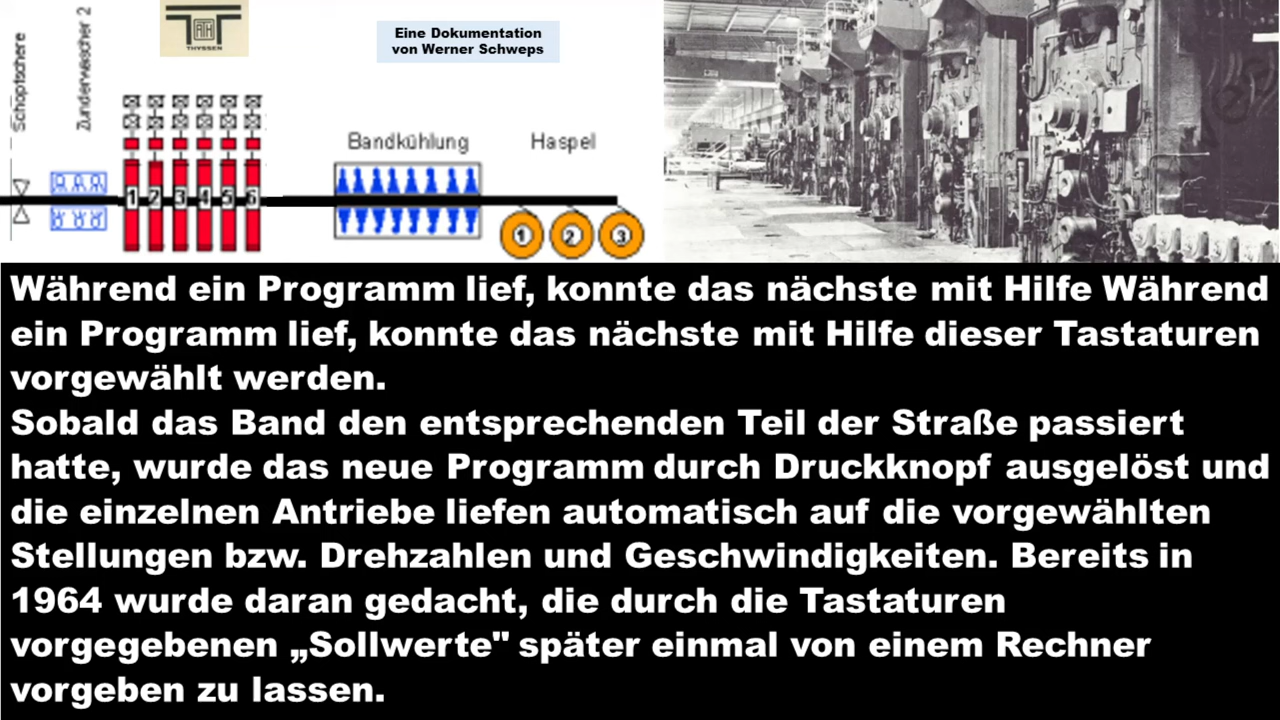 Schopfschere
Zunderwascher 2
ATH
THYSSEN
Eine Dokumentation
von Werner Schweps
1 2 3 4 5 6
Bandkühlung
Haspel
1 2 3
Während ein Programm lief, konnte das nächste mit Hilfe Während
ein Programm lief, konnte das nächste mit Hilfe dieser Tastaturen
vorgewählt werden.
Sobald das Band den entsprechenden Teil der Straße passiert
hatte, wurde das neue Programm durch Druckknopf ausgelöst und
die einzelnen Antriebe liefen automatisch auf die vorgewählten
Stellungen bzw. Drehzahlen und Geschwindigkeiten. Bereits in
1964 wurde daran gedacht, die durch die Tastaturen
vorgegebenen „Sollwerte" später einmal von einem Rechner
vorgeben zu lassen.